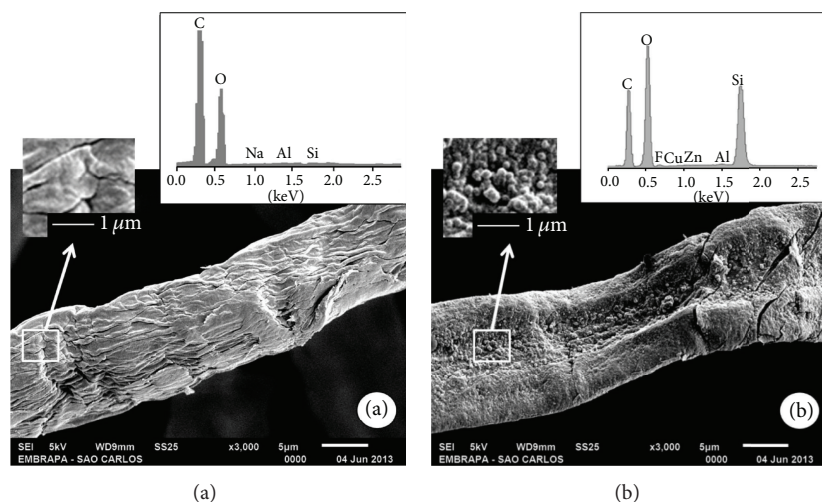 C
O
Na Al Si
0.0 0.5 1.0 1.5 2.0 2.5
(keV)
1 μm
(a)
SEI 5kV WD9mm SS25 x3,000 5μm
EMBRAPA - SAO CARLOS 0000 04 Jun 2013
(a)
O
C
Si
F Cu Zn Al
0.0 0.5 1.0 1.5 2.0 2.5
(keV)
1 μm
(b)
SEI 5kV WD9mm SS25 x3,000 5μm
EMBRAPA - SAO CARLOS 0000 04 Jun 2013
(b)